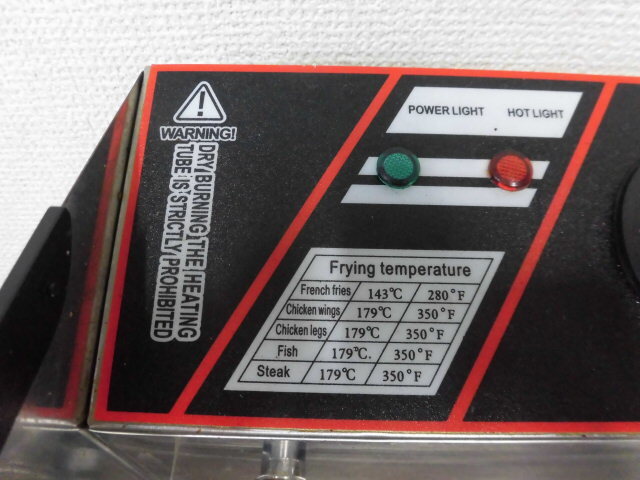 WARNING!
DRY BURNING THE HEATING
TUBE IS STRICTLY PROHIBITED
POWER LIGHT HOT LIGHT
Frying temperature
French fries 143℃ 280°F
Chicken wings 179℃ 350°F
Chicken legs 179℃ 350°F
Fish 179℃. 350°F
Steak 179℃ 350°F